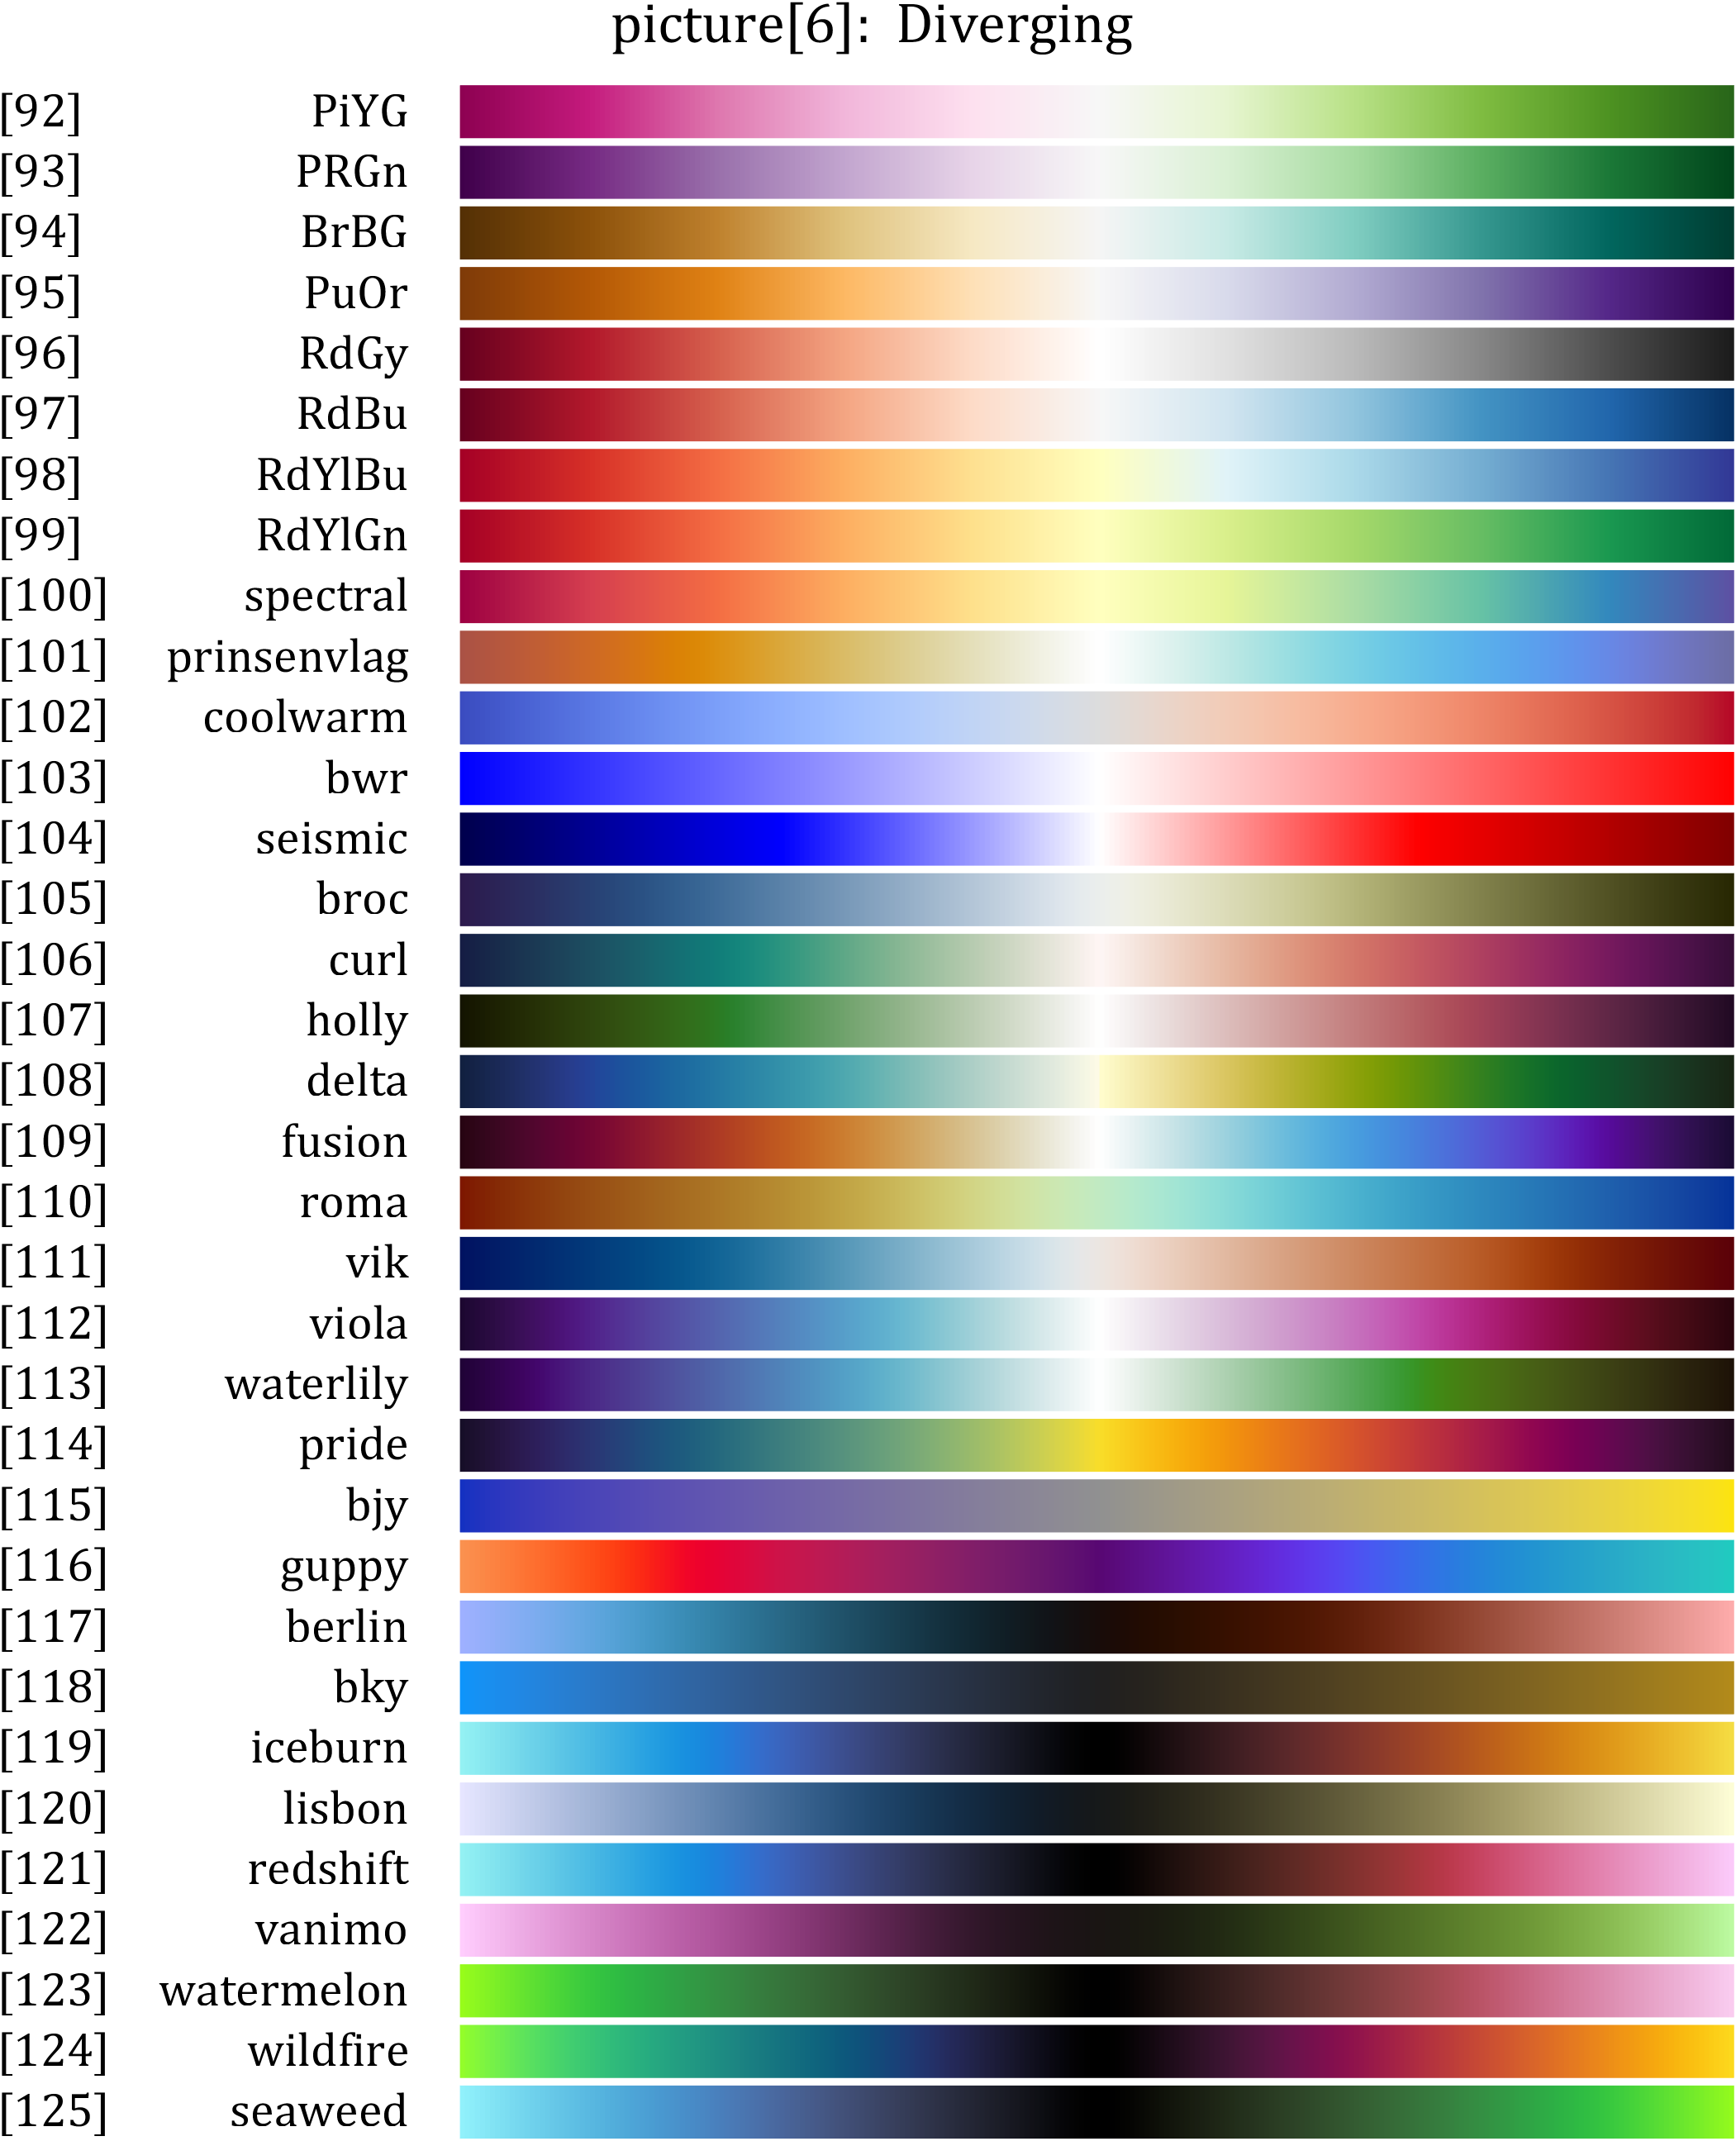 picture[6]: Diverging
[92] PiYG
[93] PRGn
[94] BrBG
[95] PuOr
[96] RdGy
[97] RdBu
[98] RdYlBu
[99] RdYlGn
[100] spectral
[101] prinsenvlag
[102] coolwarm
[103] bwr
[104] seismic
[105] broc
[106] curl
[107] holly
[108] delta
[109] fusion
[110] roma
[111] vik
[112] viola
[113] waterlily
[114] pride
[115] bjy
[116] guppy
[117] berlin
[118] bky
[119] iceburn
[120] lisbon
[121] redshift
[122] vanimo
[123] watermelon
[124] wildfire
[125] seaweed